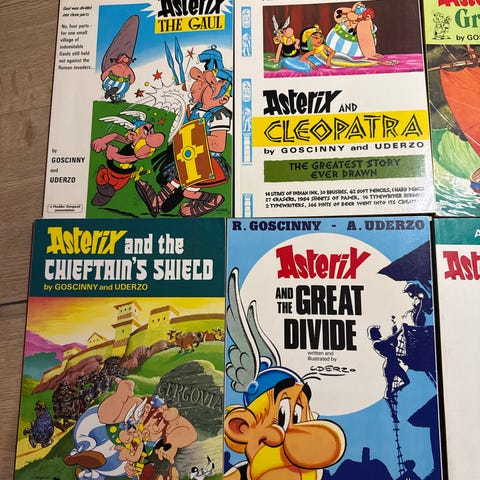 Asterix
THE GAUL
Gaul was divided
into three parts
No, four parts -
for one small
village of
indomitable
Gauls still held
out against the
Roman invaders...
by
GOSCINNY
and
UDERZO
a Hodder Dargaud
presentation
Asterix AND
CLEOPATRA
by GOSCINNY and UDERZO
THE GREATEST STORY
EVER DRAWN
14 LITRES OF INDIAN INK, 30 BRUSHES, 62 SOFT PENCILS, 1 HARD PENCIL
27 ERASERS, 1984 SHEETS OF PAPER, 16 TYPEWRITER RIBBONS
2 TYPEWRITERS, 366 PINTS OF BEER WENT INTO ITS
Gr
by GOS
Asterix and the
CHIEFTAIN'S SHIELD
by GOSCINNY and UDERZO
GERGOVIA
R. GOSCINNY - A. UDERZO
Asterix
AND THE GREAT
DIVIDE
written and
illustrated by
UDERZO
A
Ast